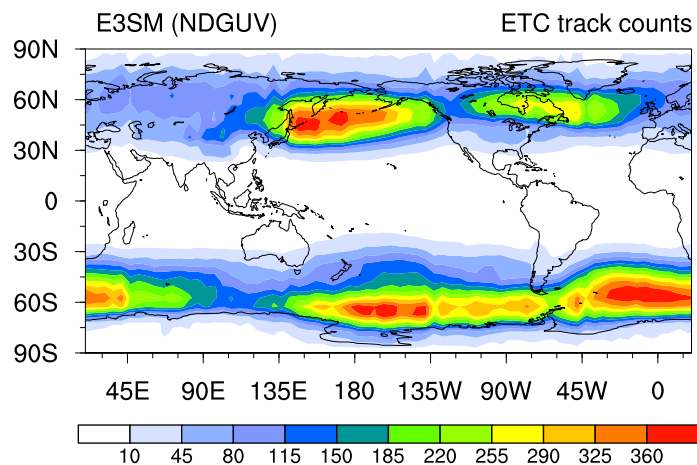 E3SM (NDGUV) ETC track counts
90N
60N
30N
0
30S
60S
90S
45E 90E 135E 180 135W 90W 45W 0
10 45 80 115 150 185 220 255 290 325 360